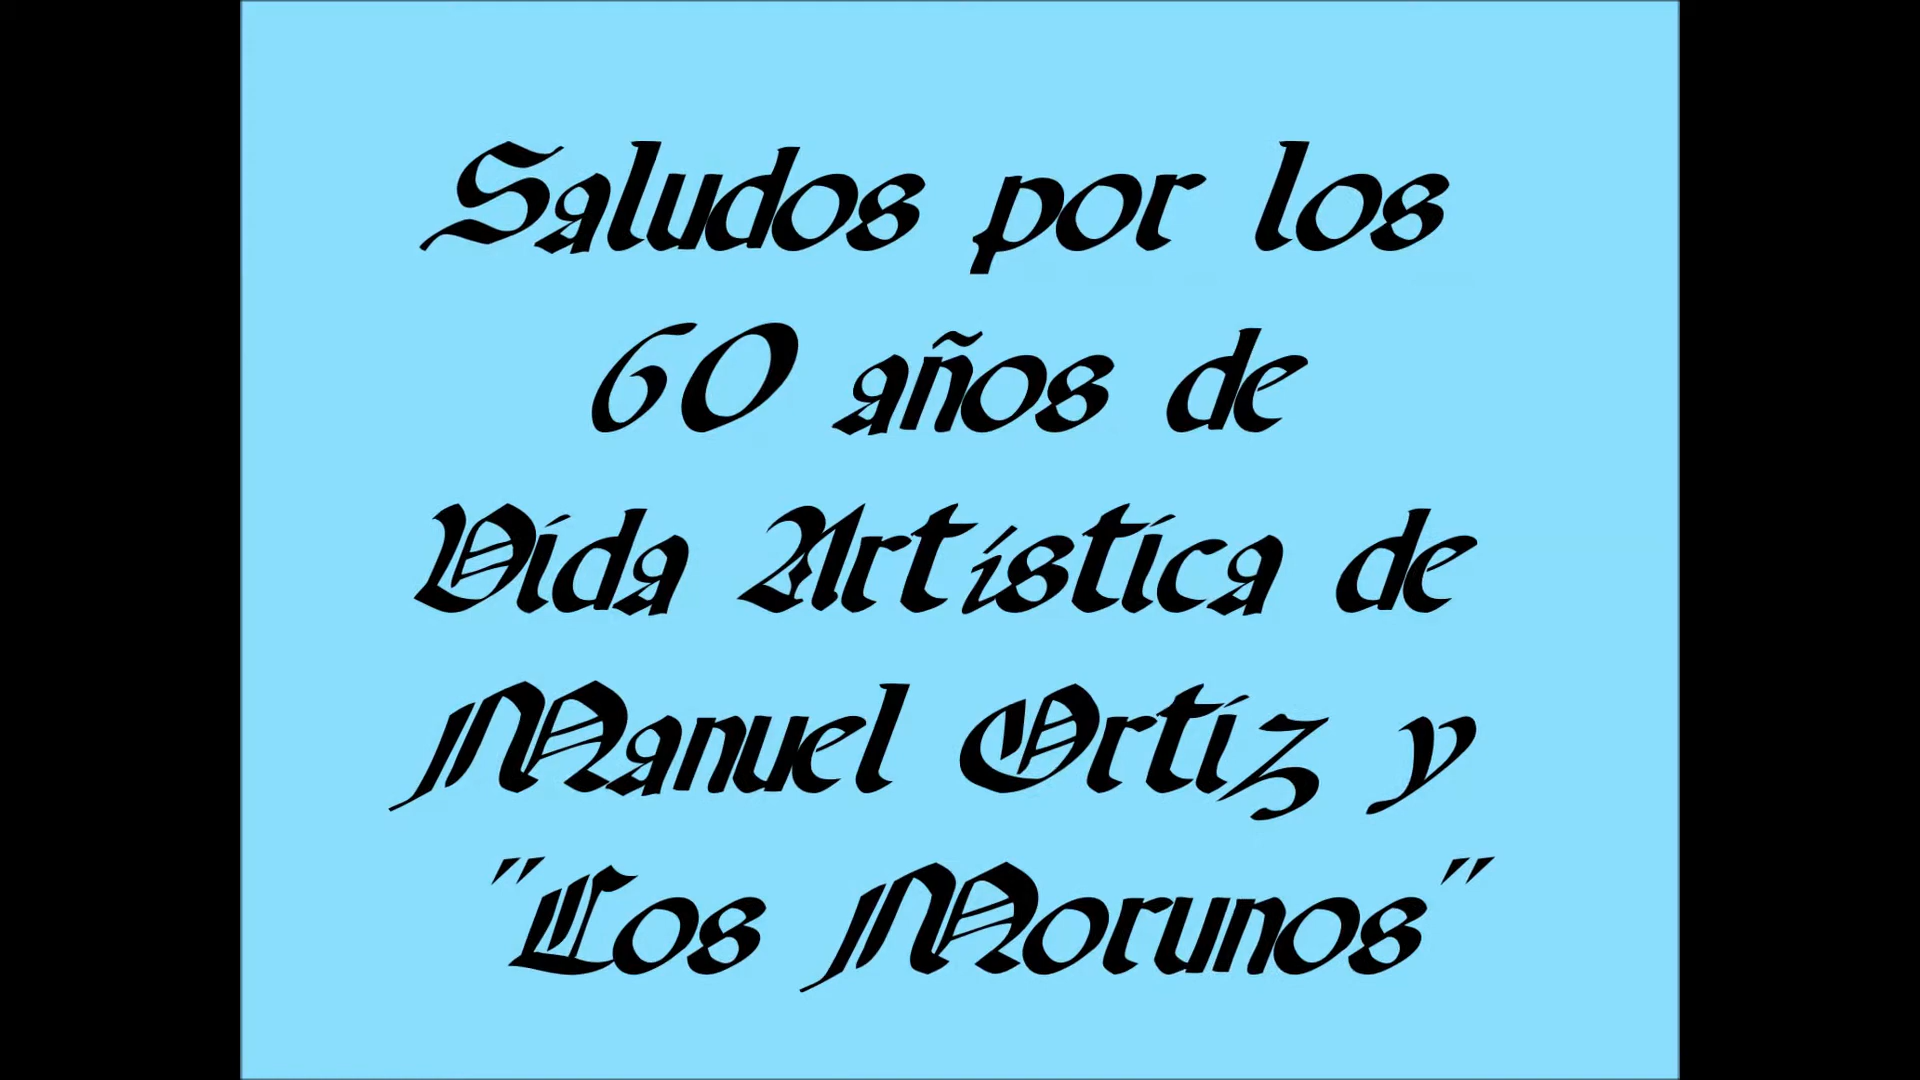 Saludos por los
60 años de
Vida Artística de
Manuel Ortiz y
"Los Morunos"